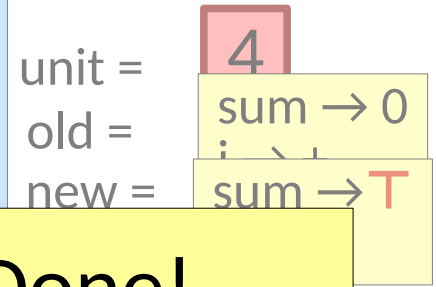 unit = 4
old = sum → 0
new = sum → ⊤
Done!